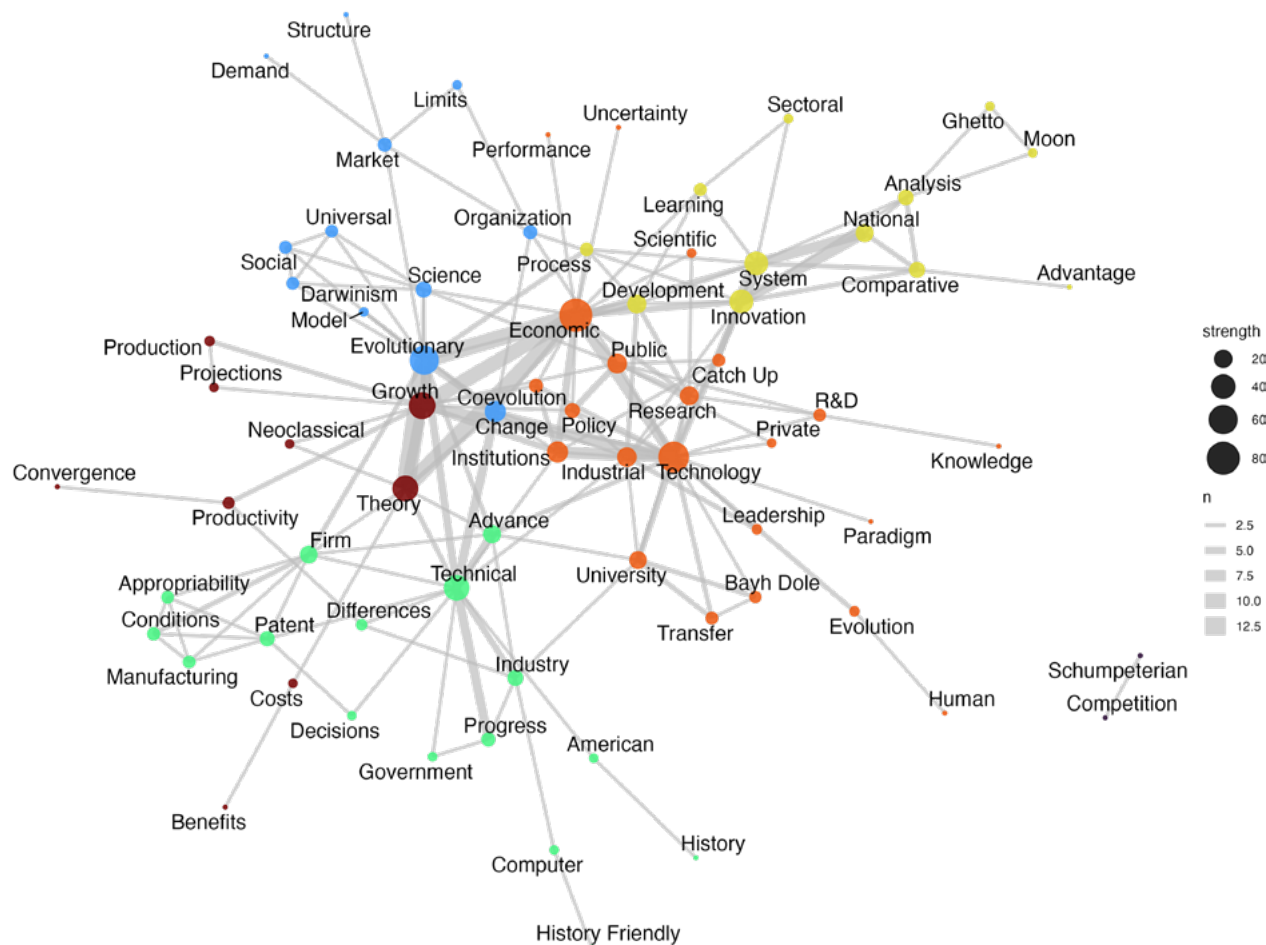 Structure
Demand
Limits
Market
Performance
Uncertainty
Sectoral
Ghetto
Moon
Analysis
National
Learning
Universal
Organization
Scientific
Social
Process
Science
System
Comparative
Advantage
Darwinism
Development
Model
Innovation
Economic
Evolutionary
Public
Production
Projections
Growth
Catch Up
Coevolution
Research
R&D
Change
Policy
Neoclassical
Private
Institutions
Industrial
Technology
Knowledge
Convergence
Theory
Productivity
Advance
Leadership
Paradigm
Firm
Technical
University
Bayh Dole
Appropriability
Differences
Conditions
Patent
Transfer
Evolution
Manufacturing
Industry
Costs
Human
Schumpeterian
Competition
Decisions
Progress
American
Government
Benefits
Computer
History
History Friendly
strength
20
40
60
80
n
2.5
5.0
7.5
10.0
12.5